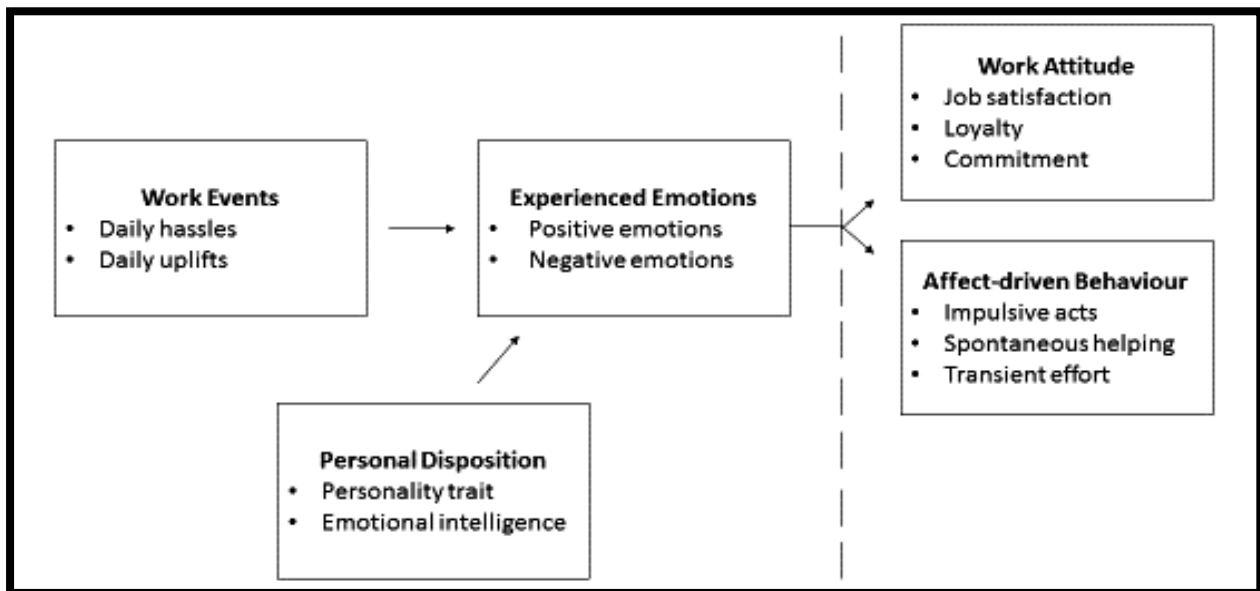 Work Events
• Daily hassles
• Daily uplifts
Experienced Emotions
• Positive emotions
• Negative emotions
Personal Disposition
• Personality trait
• Emotional intelligence
Work Attitude
• Job satisfaction
• Loyalty
• Commitment
Affect-driven Behaviour
• Impulsive acts
• Spontaneous helping
• Transient effort